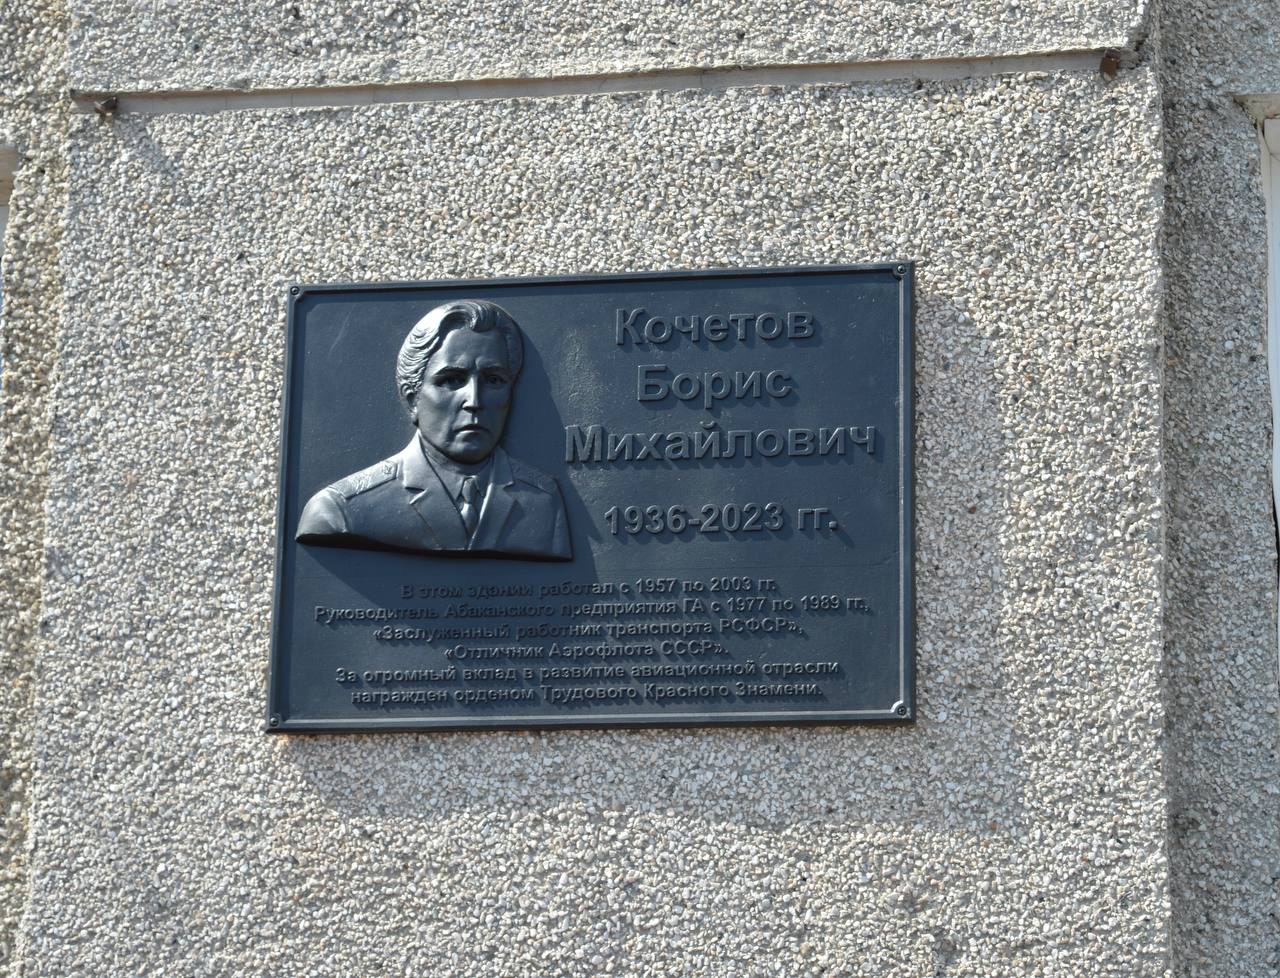 Кочетов
Борис
Михайлович
1936-2023 гг.
В этом здании работал с 1957 по 2003 гг.
Руководитель Абаканского предприятия ГА с 1977 по 1989 гг.,
«Заслуженный работник транспорта РСФСР»,
«Отличник Аэрофлота СССР».
За огромный вклад в развитие авиационной отрасли
награжден орденом Трудового Красного Знамени.